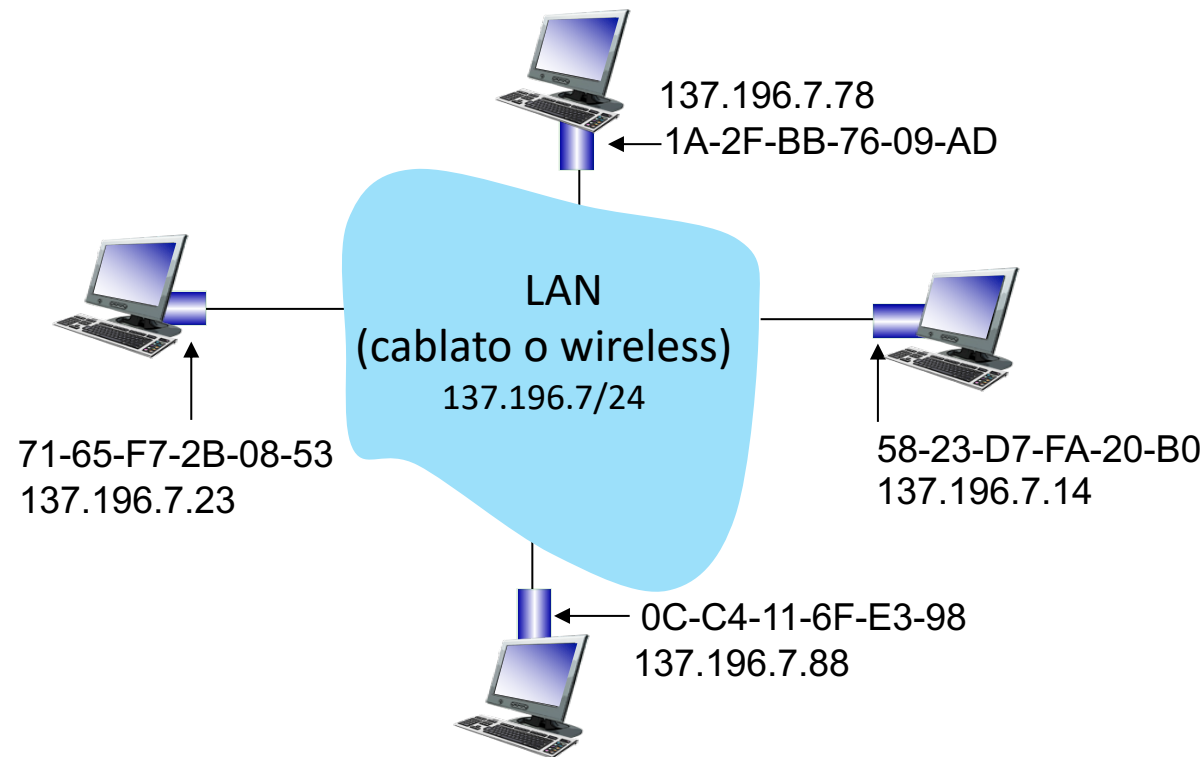 137.196.7.78
1A-2F-BB-76-09-AD
LAN
(cablato o wireless)
137.196.7/24
71-65-F7-2B-08-53
137.196.7.23
58-23-D7-FA-20-B0
137.196.7.14
0C-C4-11-6F-E3-98
137.196.7.88